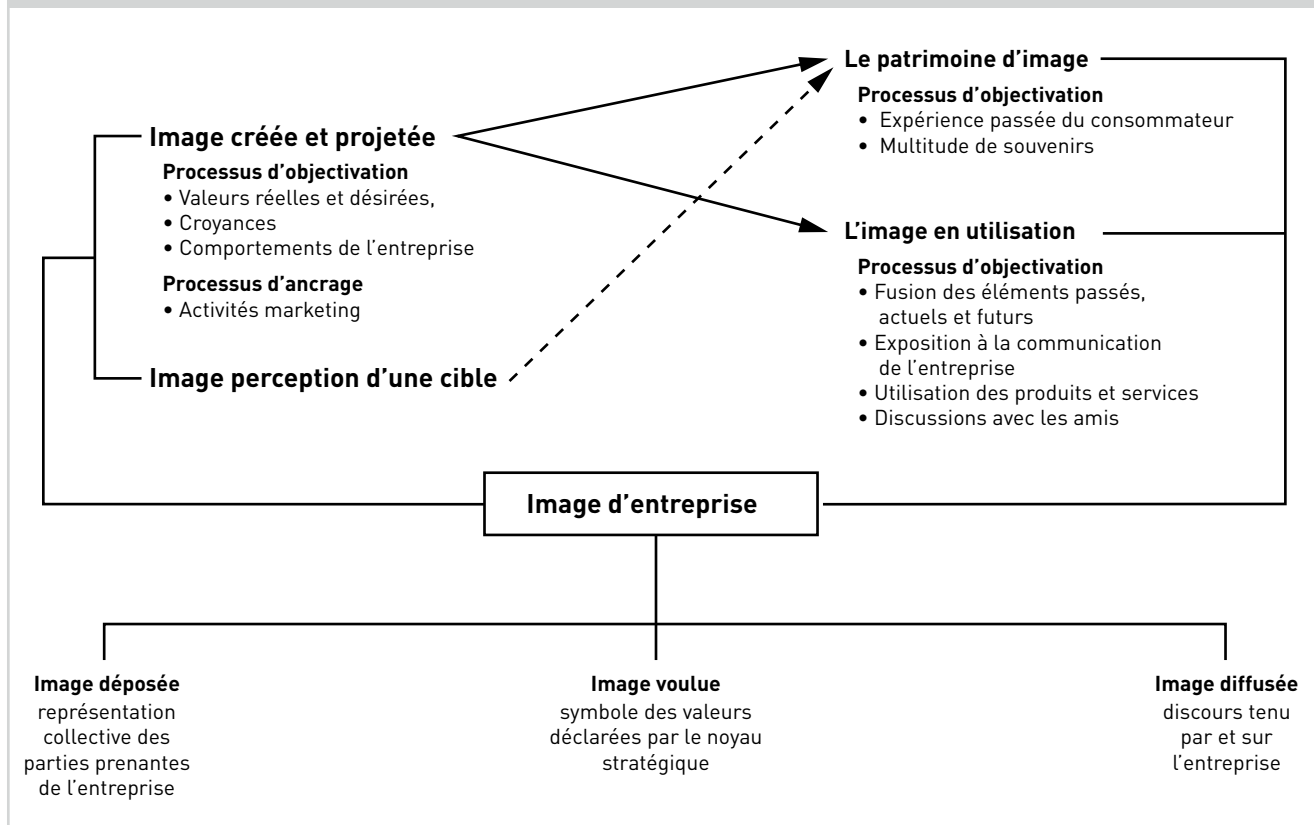 Image créée et projetée
Processus d'objectivation
• Valeurs réelles et désirées,
• Croyances
• Comportements de l'entreprise
Processus d'ancrage
• Activités marketing
Image perception d'une cible
Le patrimoine d'image
Processus d'objectivation
• Expérience passée du consommateur
• Multitude de souvenirs
L'image en utilisation
Processus d'objectivation
• Fusion des éléments passés,
actuels et futurs
• Exposition à la communication
de l'entreprise
• Utilisation des produits et services
• Discussions avec les amis
Image d'entreprise
Image déposée
représentation
collective des
parties prenantes
de l'entreprise
Image voulue
symbole des valeurs
déclarées par le noyau
stratégique
Image diffusée
discours tenu
par et sur
l'entreprise